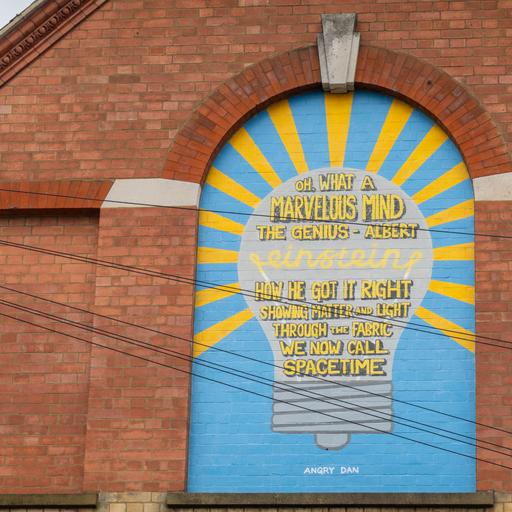 OH, WHAT A
MARVELOUS MIND
THE GENIUS - ALBERT
einstein
HOW HE GOT IT RIGHT
SHOWING MATTER AND LIGHT
THROUGH THE FABRIC
WE NOW CALL
SPACETIME
ANGRY DAN